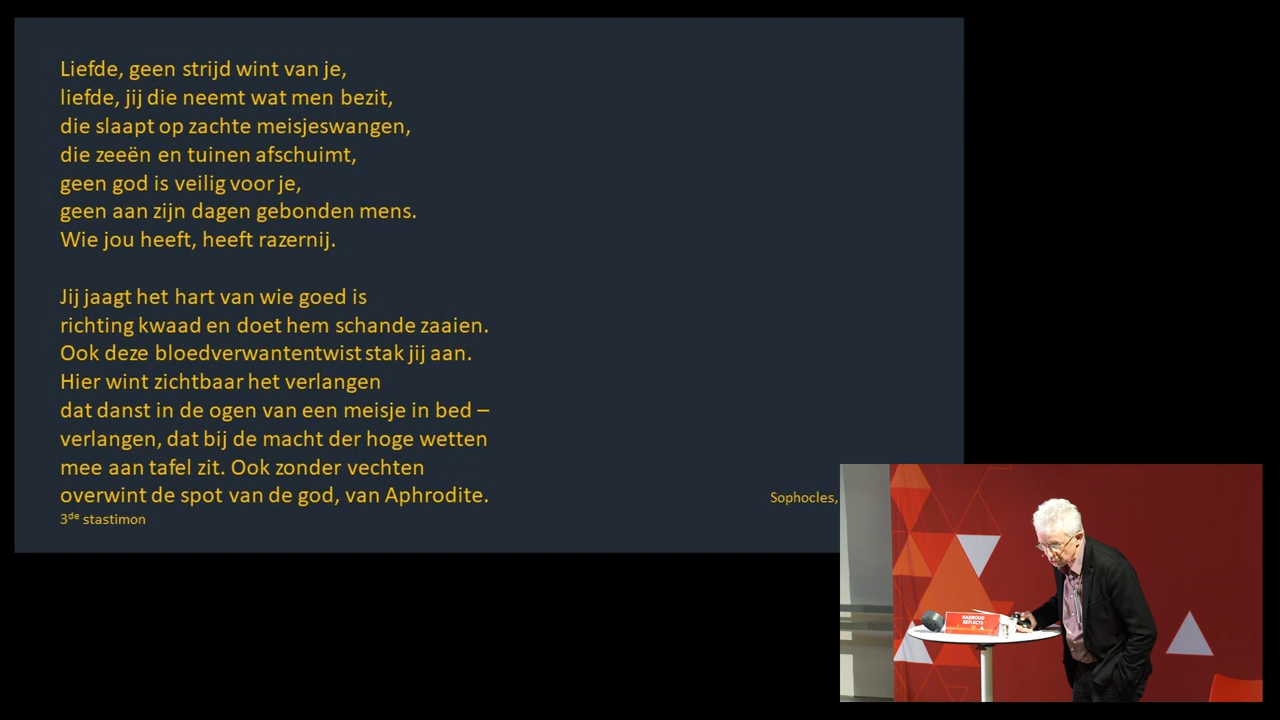 Liefde, geen strijd wint van je,
liefde, jij die neemt wat men bezit,
die slaapt op zachte meisjeswangen,
die zeeën en tuinen afschuimt,
geen god is veilig voor je,
geen aan zijn dagen gebonden mens.
Wie jou heeft, heeft razernij.
Jij jaagt het hart van wie goed is
richting kwaad en doet hem schande zaaien.
Ook deze bloedverwantentwist stak jij aan.
Hier wint zichtbaar het verlangen
dat danst in de ogen van een meisje in bed –
verlangen, dat bij de macht der hoge wetten
mee aan tafel zit. Ook zonder vechten
overwint de spot van de god, van Aphrodite.
Sophocles,
3de stastimon
RADBOUD
REFLECTS